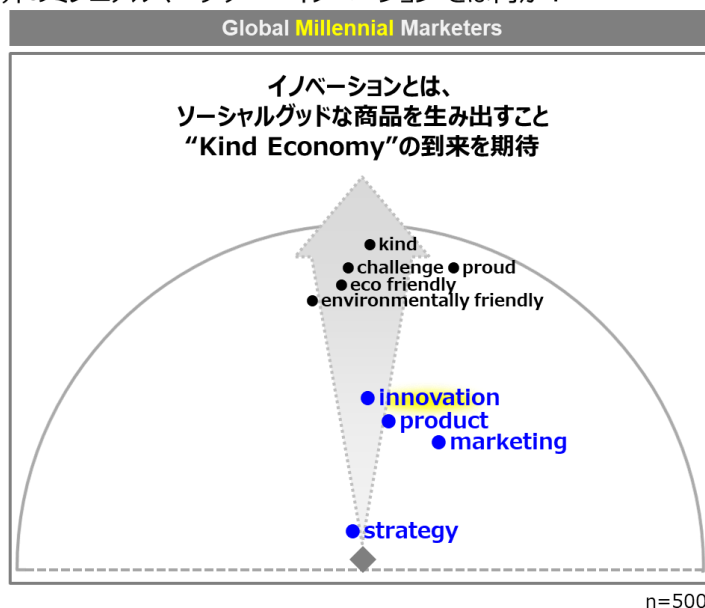 Global Millennial Marketers
イノベーションとは、
ソーシャルグッドな商品を生み出すこと
“Kind Economy”の到来を期待
●kind
●challenge ●proud
●eco friendly
●environmentally friendly
●innovation
●product
●marketing
●strategy
n=500